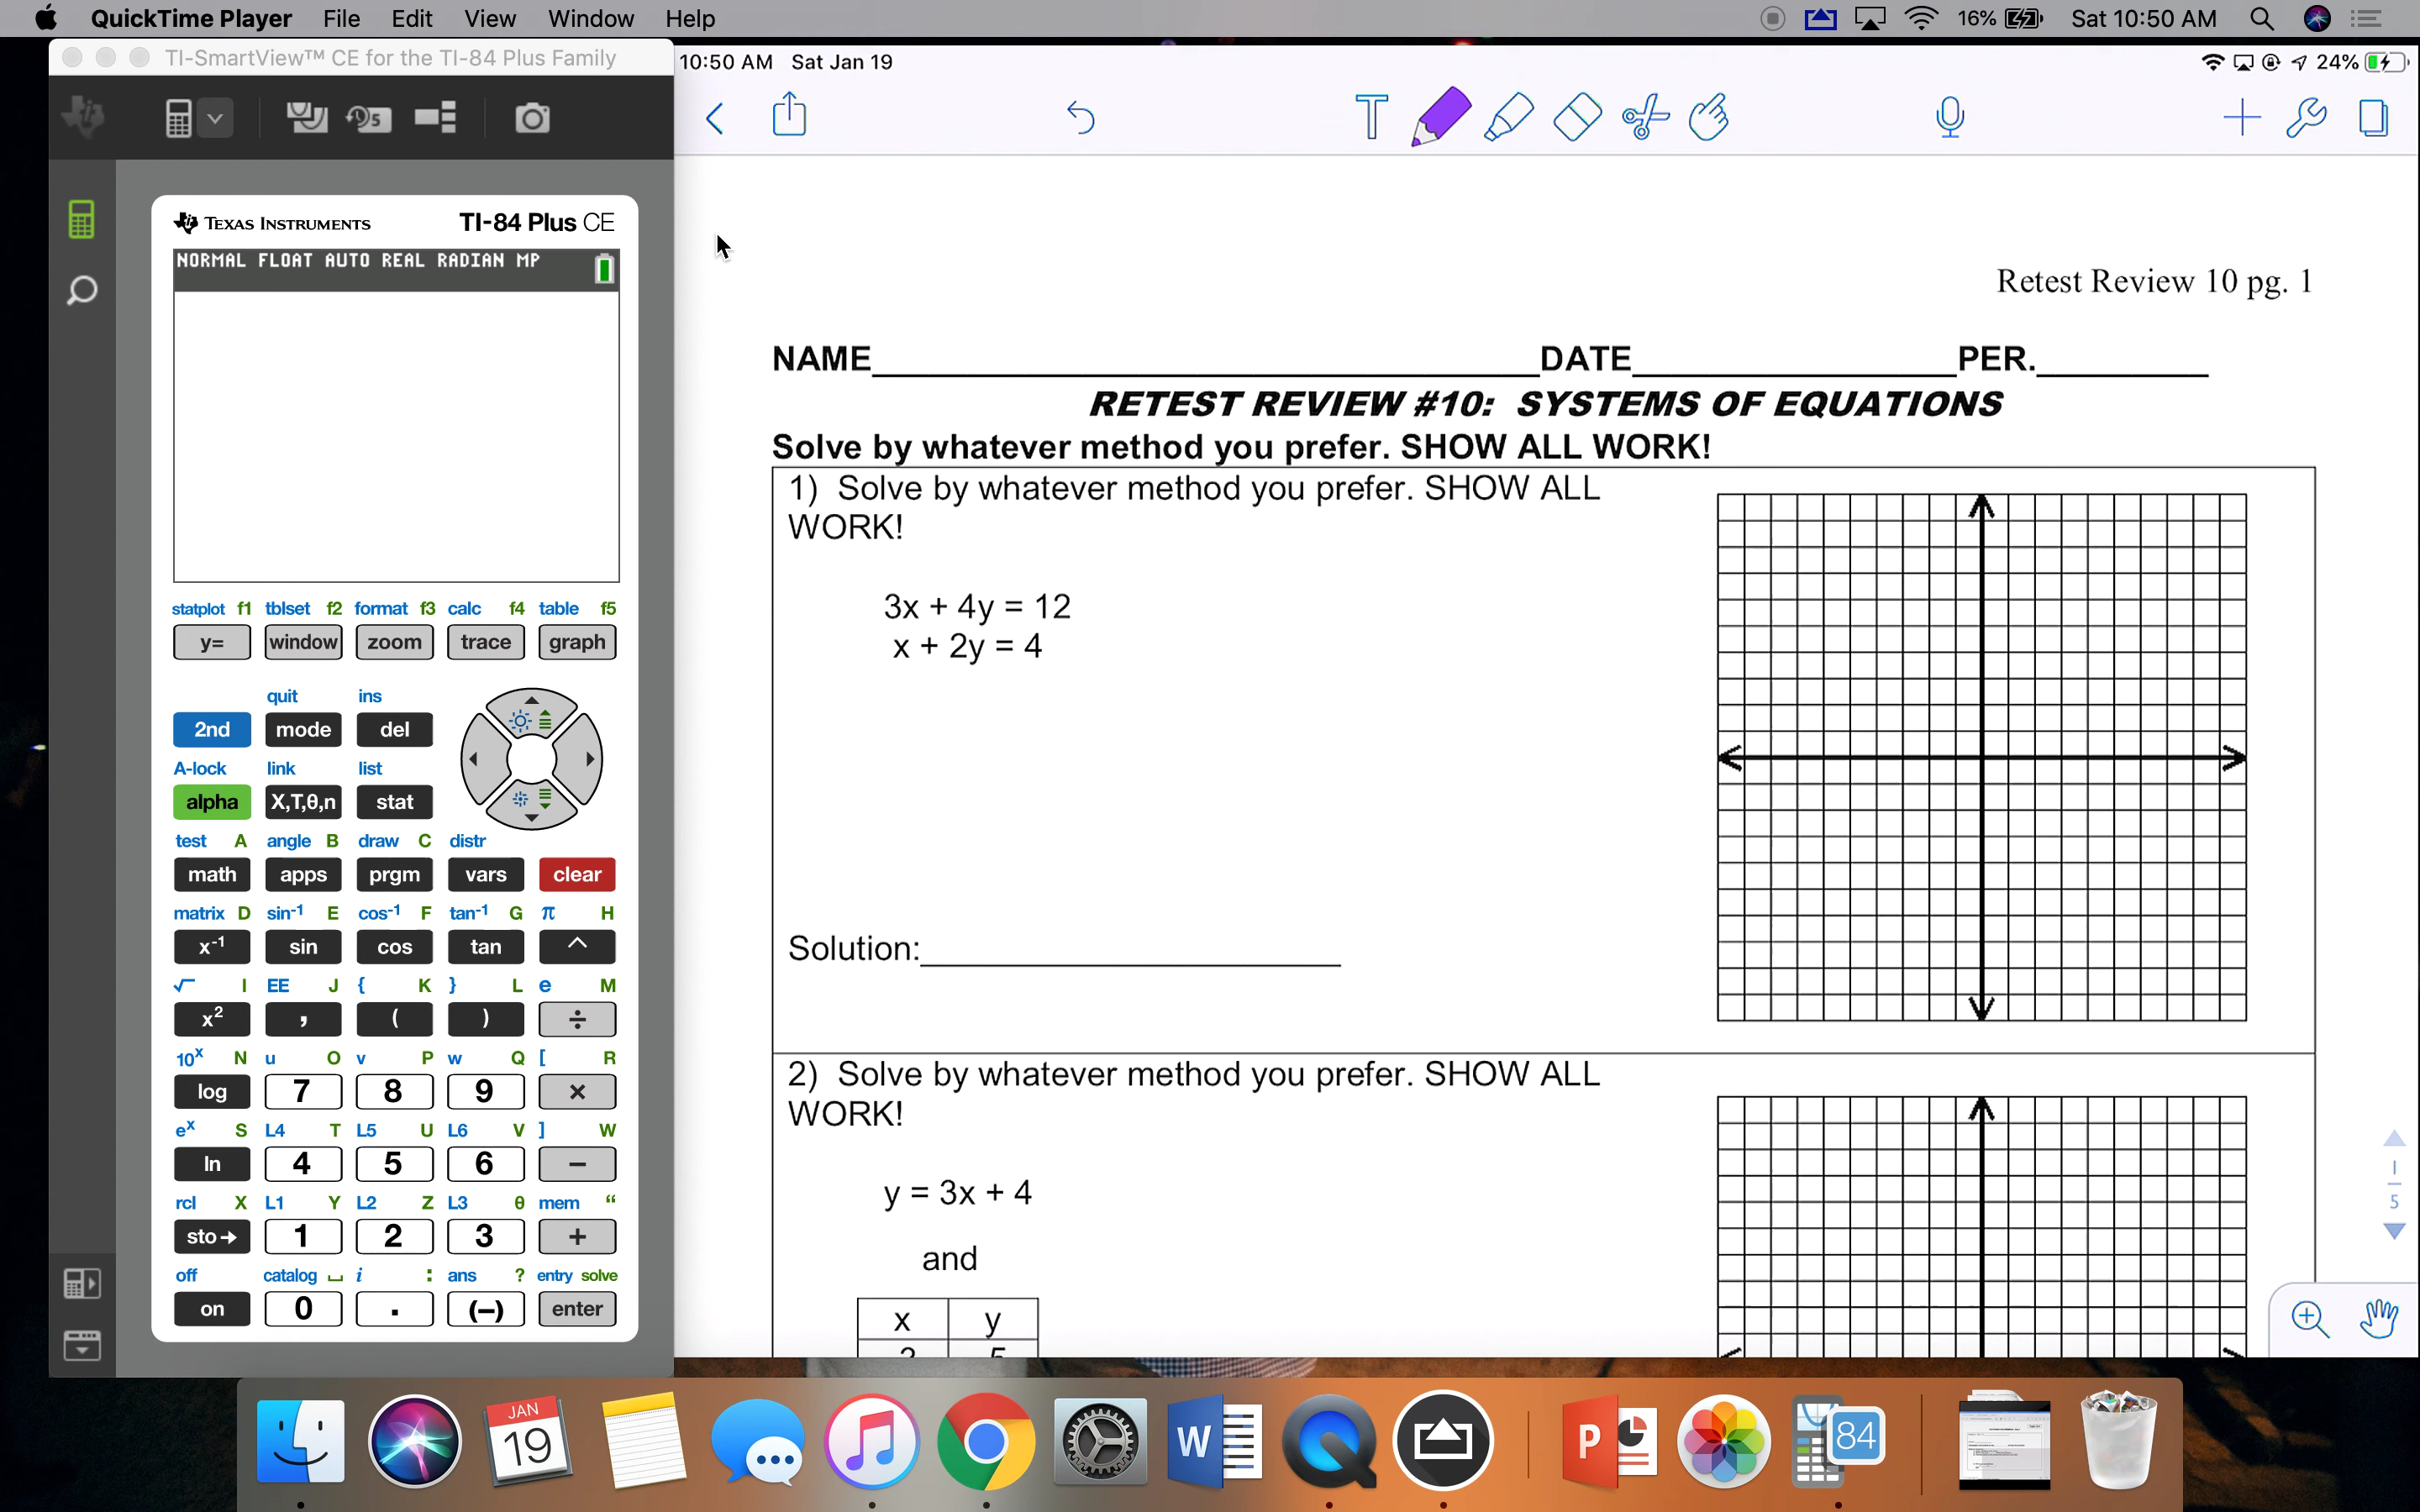 QuickTime Player File Edit View Window Help 16% Sat 10:50 AM
TI-SmartView™ CE for the TI-84 Plus Family
10:50 AM Sat Jan 19 24%
5
T
TEXAS INSTRUMENTS TI-84 Plus CE
NORMAL FLOAT AUTO REAL RADIAN MP
statplot f1 tblset f2 format f3 calc f4 table f5
y= window zoom trace graph
quit ins
2nd mode del
A-lock link list
alpha X,T,θ,n stat
test A angle B draw C distr
math apps prgm vars clear
matrix D sin-1 E cos-1 F tan-1 G π H
x-1 sin cos tan ^
√ I EE J { K } L e M
x2 , ( ) ÷
10x N u O v P w Q [ R
log 7 8 9 ×
ex S L4 T L5 U L6 V ] W
ln 4 5 6 −
rcl X L1 Y L2 Z L3 θ mem “
sto→ 1 2 3 +
off catalog ⎵ i : ans ? entry solve
on 0 . (−) enter
Retest Review 10 pg. 1
NAME DATE PER.
RETEST REVIEW #10: SYSTEMS OF EQUATIONS
Solve by whatever method you prefer. SHOW ALL WORK!
1) Solve by whatever method you prefer. SHOW ALL
WORK!
3x + 4y = 12
x + 2y = 4
Solution:
2) Solve by whatever method you prefer. SHOW ALL
WORK!
y = 3x + 4
and
x y
1
5
JAN
19
W
P
84